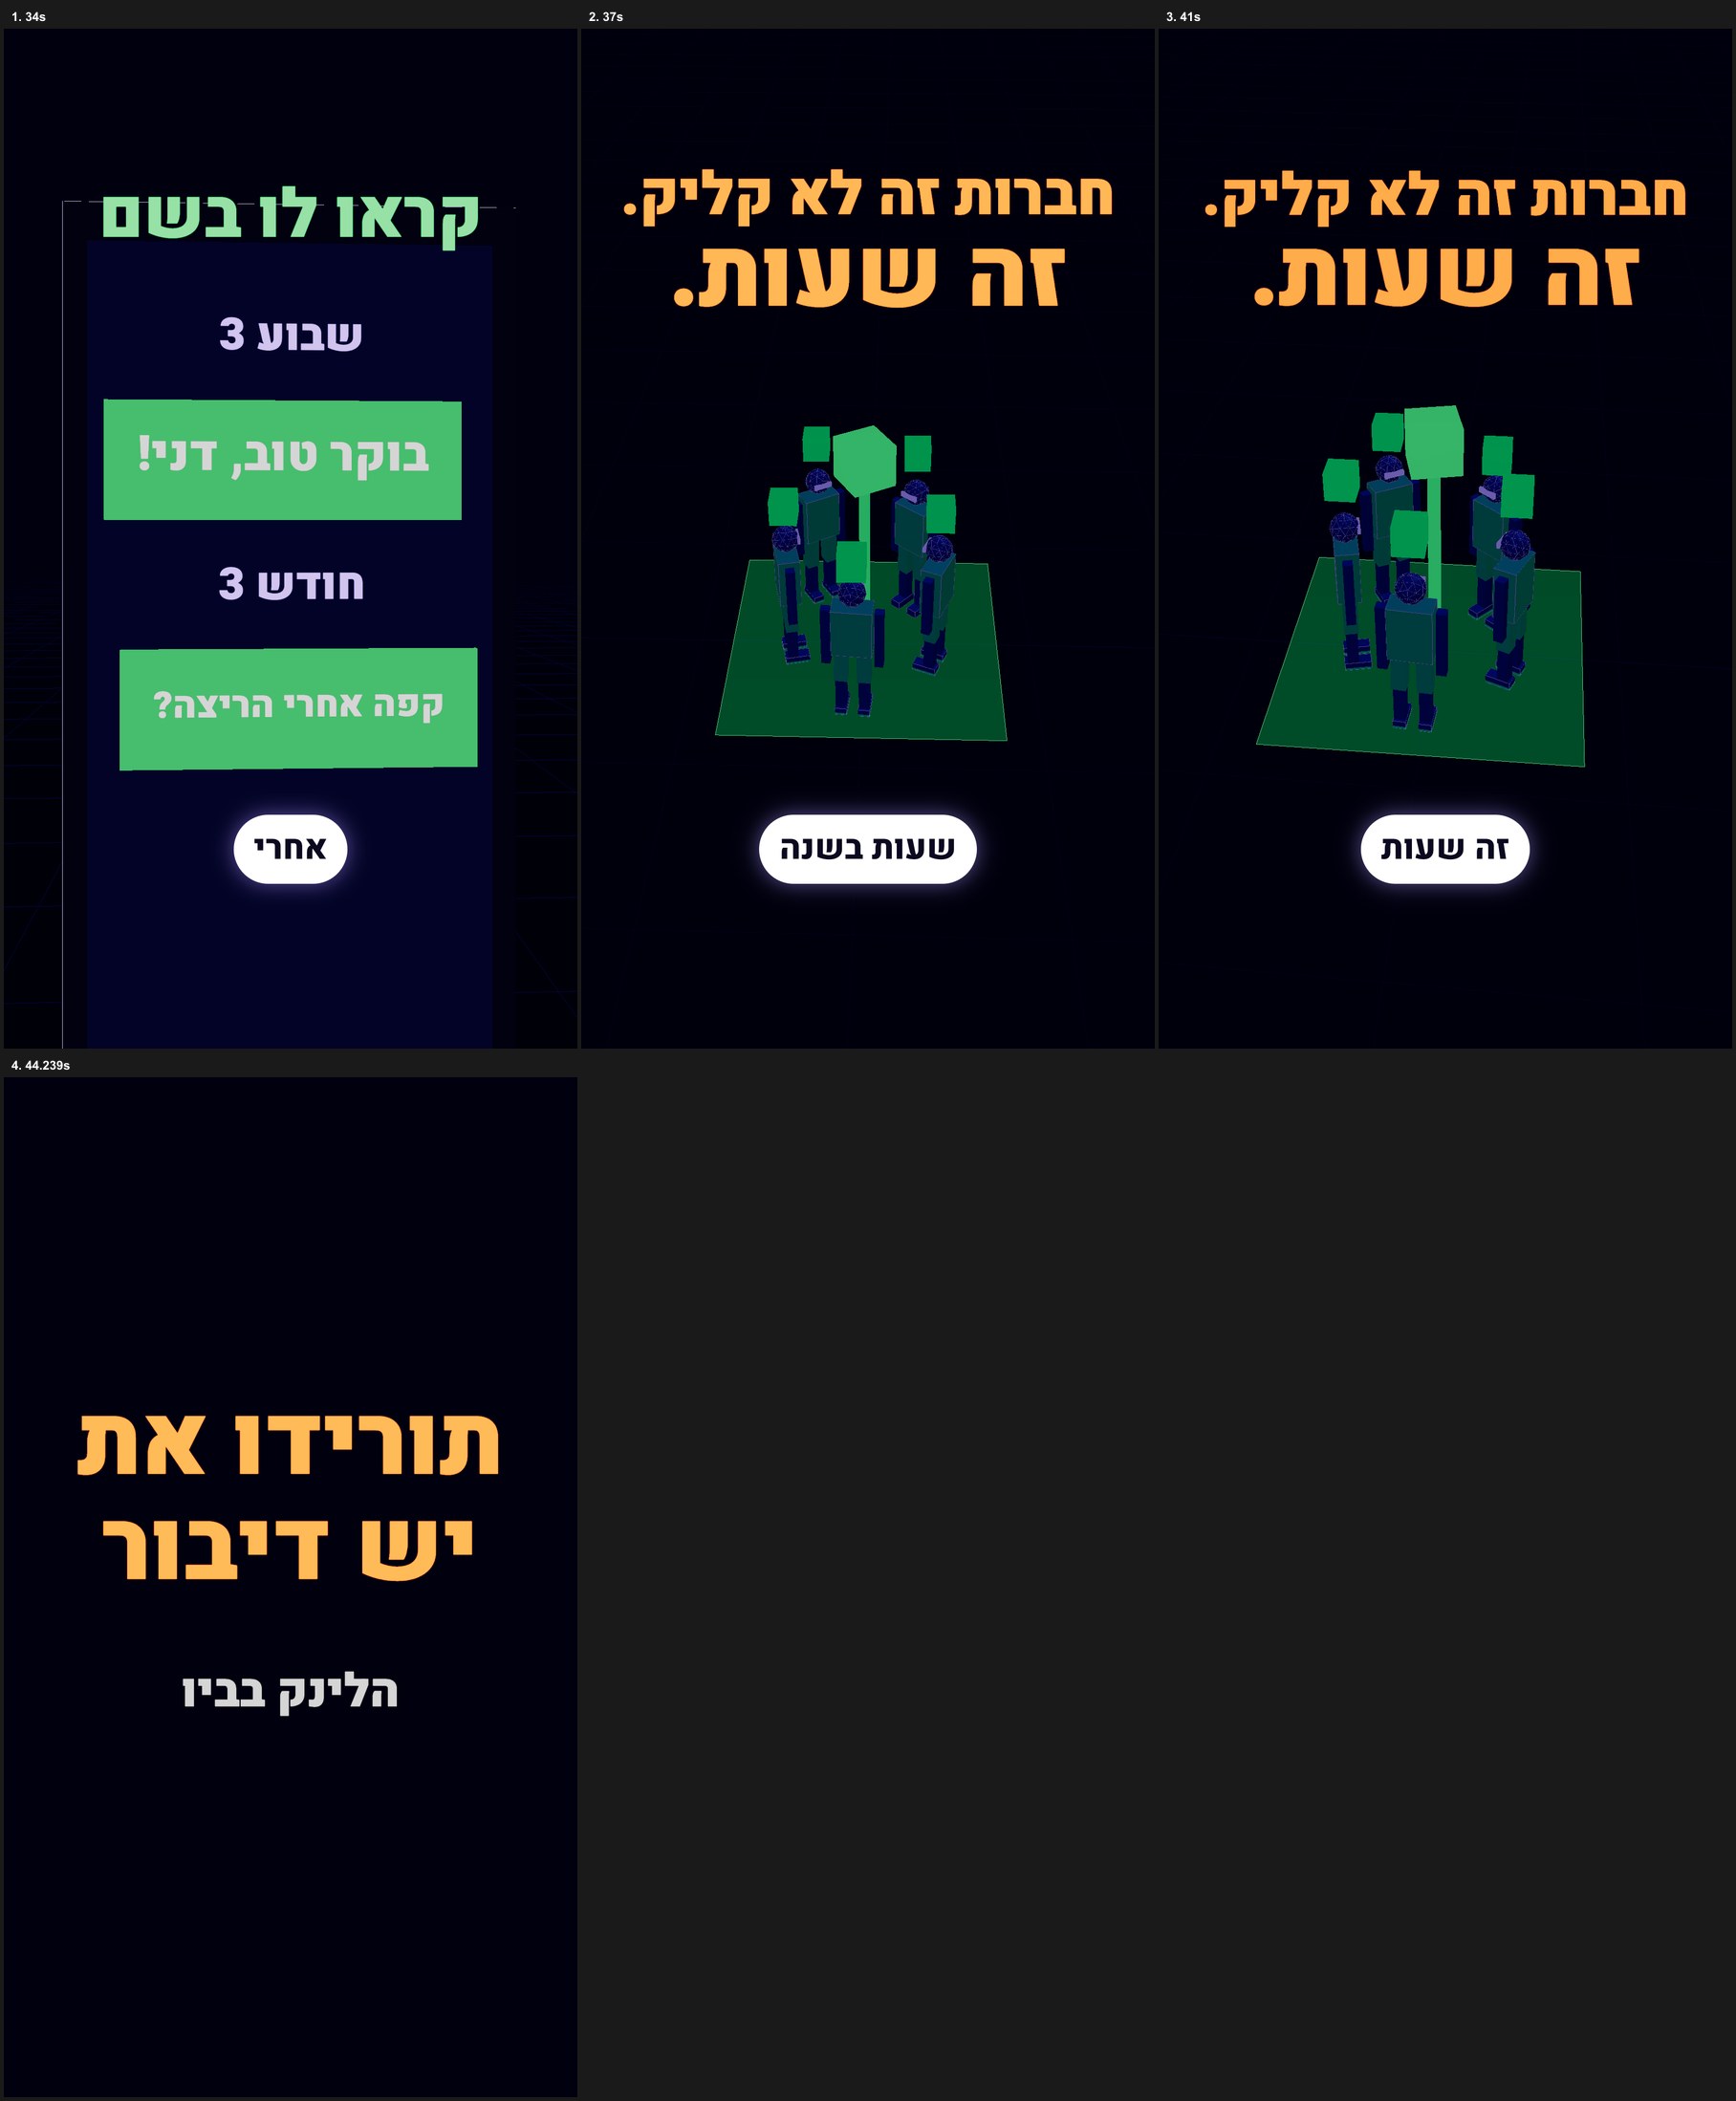 1. 34s
קראו לו בשם
שבוע 3
בוקר טוב, דני!
חודש 3
קפה אחרי הריצה?
אחרי
2. 37s
חברות זה לא קליק.
זה שעות.
שעות בשנה
3. 41s
חברות זה לא קליק.
זה שעות.
זה שעות
4. 44.239s
תורידו את
יש דיבור
הלינק בביו